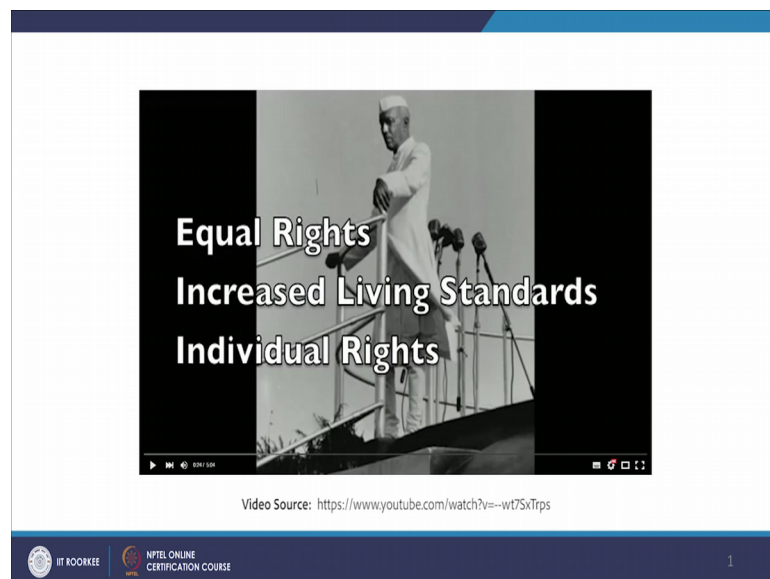 Equal Rights
Increased Living Standards
Individual Rights
0:24 / 5:04
Video Source: https://www.youtube.com/watch?v=--wt7SxTrps
IIT ROORKEE
NPTEL ONLINE
CERTIFICATION COURSE
1